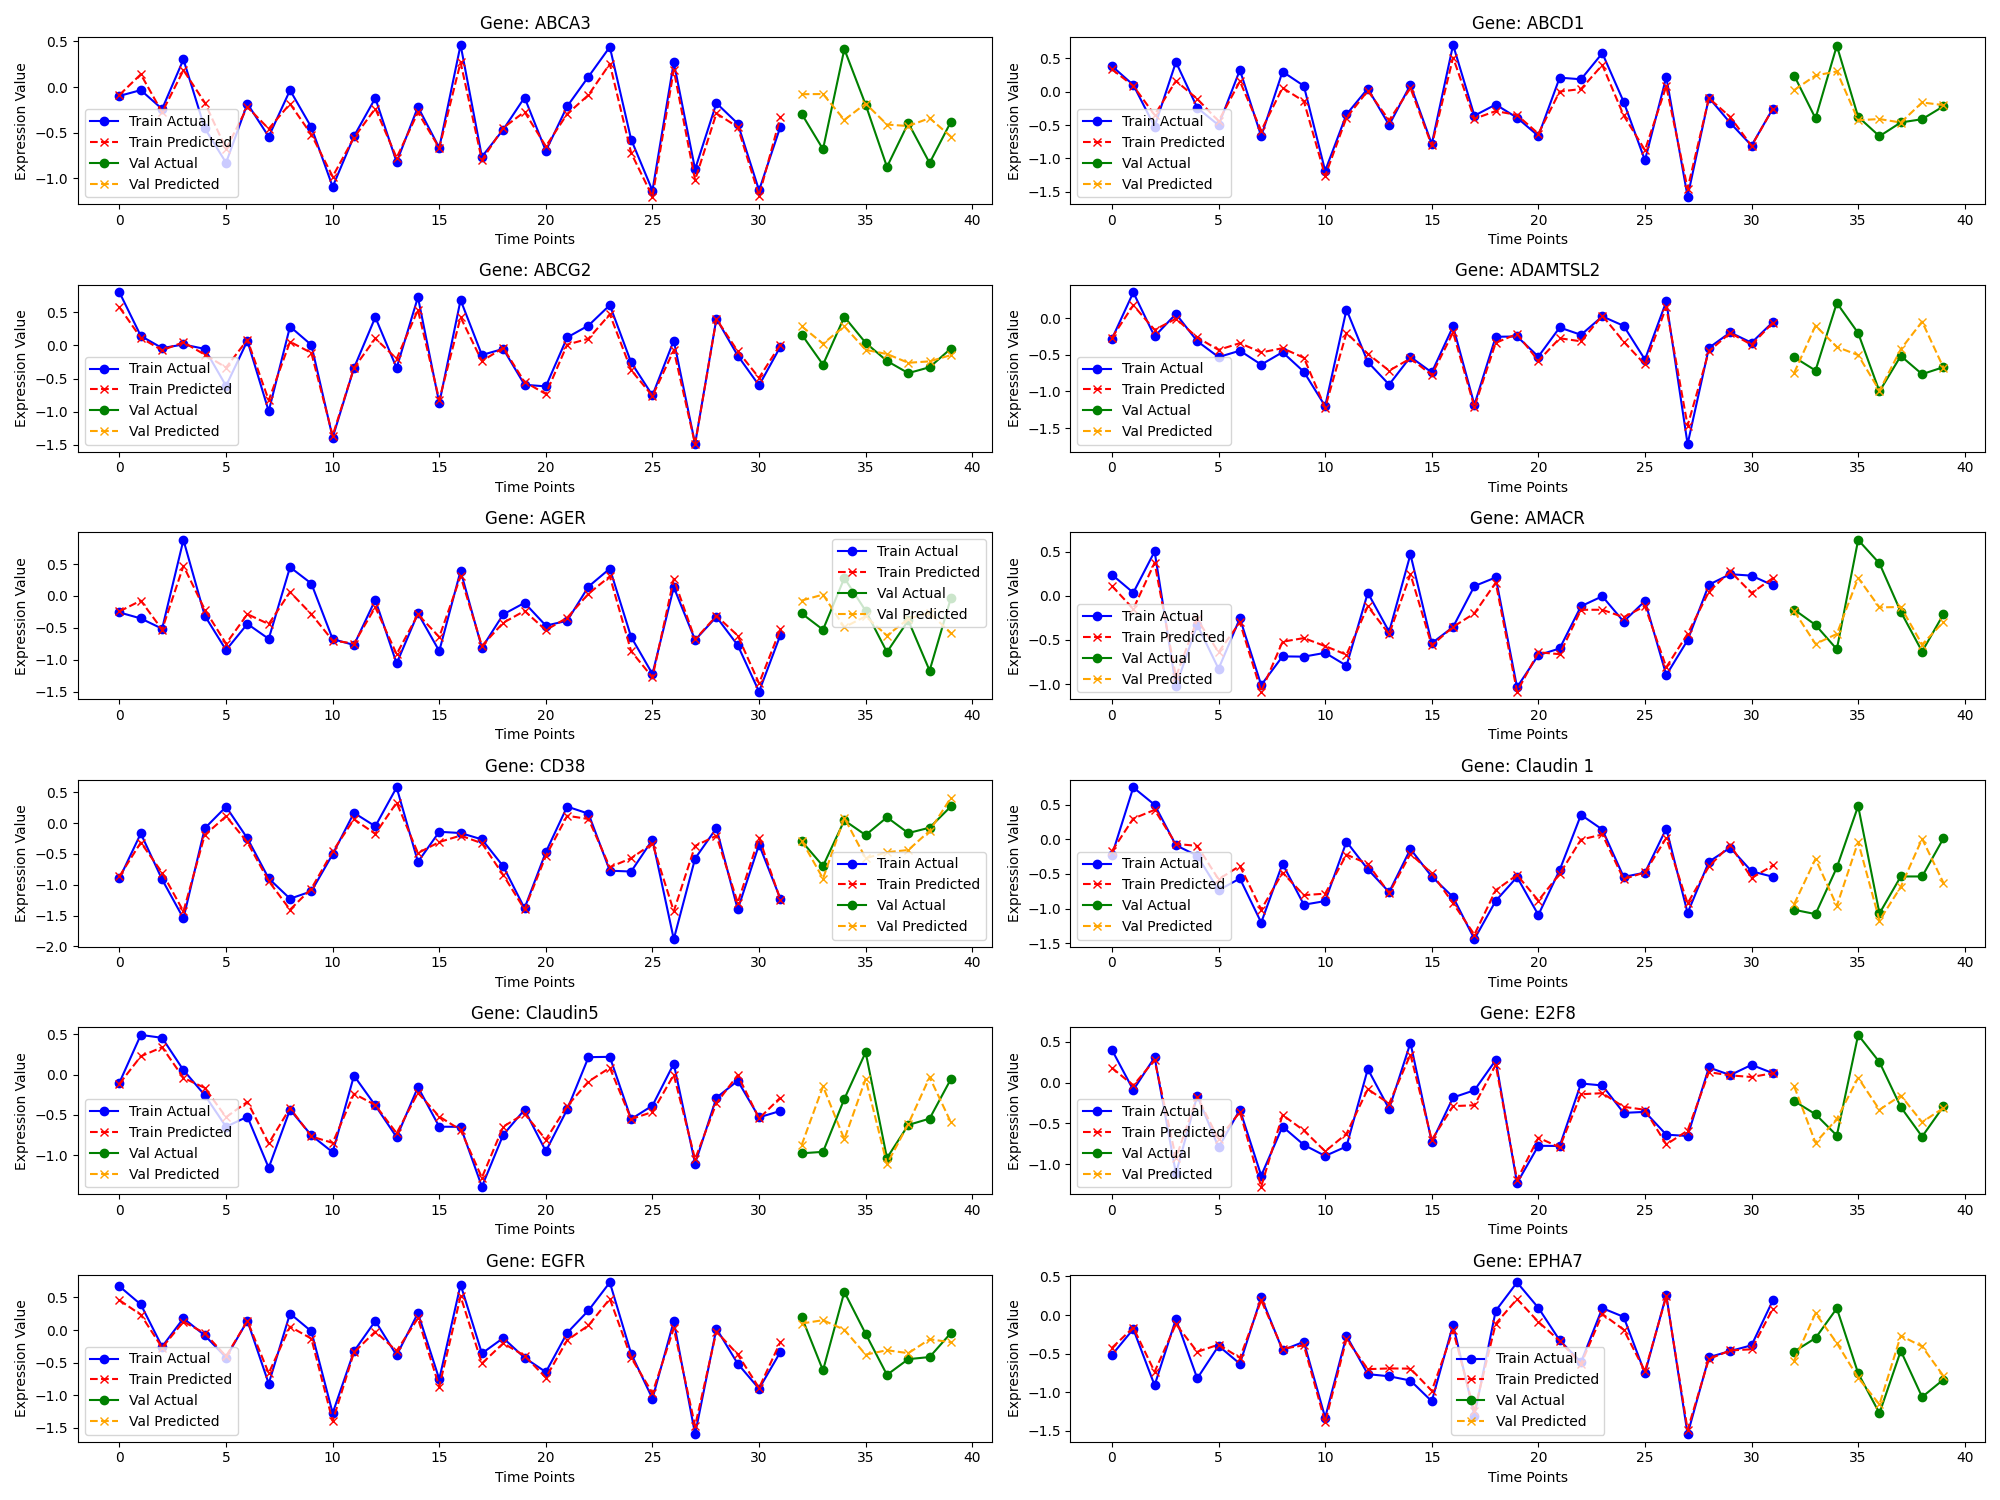 Gene: ABCA3
Expression Value
0.5
0.0
−0.5
−1.0
Train Actual
Train Predicted
Val Actual
Val Predicted
0 5 10 15 20 25 30 35 40
Time Points
Gene: ABCD1
Expression Value
0.5
0.0
−0.5
−1.0
−1.5
Train Actual
Train Predicted
Val Actual
Val Predicted
0 5 10 15 20 25 30 35 40
Time Points
Gene: ABCG2
Expression Value
0.5
0.0
−0.5
−1.0
−1.5
Train Actual
Train Predicted
Val Actual
Val Predicted
0 5 10 15 20 25 30 35 40
Time Points
Gene: ADAMTSL2
Expression Value
0.0
−0.5
−1.0
−1.5
Train Actual
Train Predicted
Val Actual
Val Predicted
0 5 10 15 20 25 30 35 40
Time Points
Gene: AGER
Expression Value
0.5
0.0
−0.5
−1.0
−1.5
Train Actual
Train Predicted
Val Actual
Val Predicted
0 5 10 15 20 25 30 35 40
Time Points
Gene: AMACR
Expression Value
0.5
0.0
−0.5
−1.0
Train Actual
Train Predicted
Val Actual
Val Predicted
0 5 10 15 20 25 30 35 40
Time Points
Gene: CD38
Expression Value
0.5
0.0
−0.5
−1.0
−1.5
−2.0
Train Actual
Train Predicted
Val Actual
Val Predicted
0 5 10 15 20 25 30 35 40
Time Points
Gene: Claudin 1
Expression Value
0.5
0.0
−0.5
−1.0
−1.5
Train Actual
Train Predicted
Val Actual
Val Predicted
0 5 10 15 20 25 30 35 40
Time Points
Gene: Claudin5
Expression Value
0.5
0.0
−0.5
−1.0
Train Actual
Train Predicted
Val Actual
Val Predicted
0 5 10 15 20 25 30 35 40
Time Points
Gene: E2F8
Expression Value
0.5
0.0
−0.5
−1.0
Train Actual
Train Predicted
Val Actual
Val Predicted
0 5 10 15 20 25 30 35 40
Time Points
Gene: EGFR
Expression Value
0.5
0.0
−0.5
−1.0
−1.5
Train Actual
Train Predicted
Val Actual
Val Predicted
0 5 10 15 20 25 30 35 40
Time Points
Gene: EPHA7
Expression Value
0.5
0.0
−0.5
−1.0
−1.5
Train Actual
Train Predicted
Val Actual
Val Predicted
0 5 10 15 20 25 30 35 40
Time Points